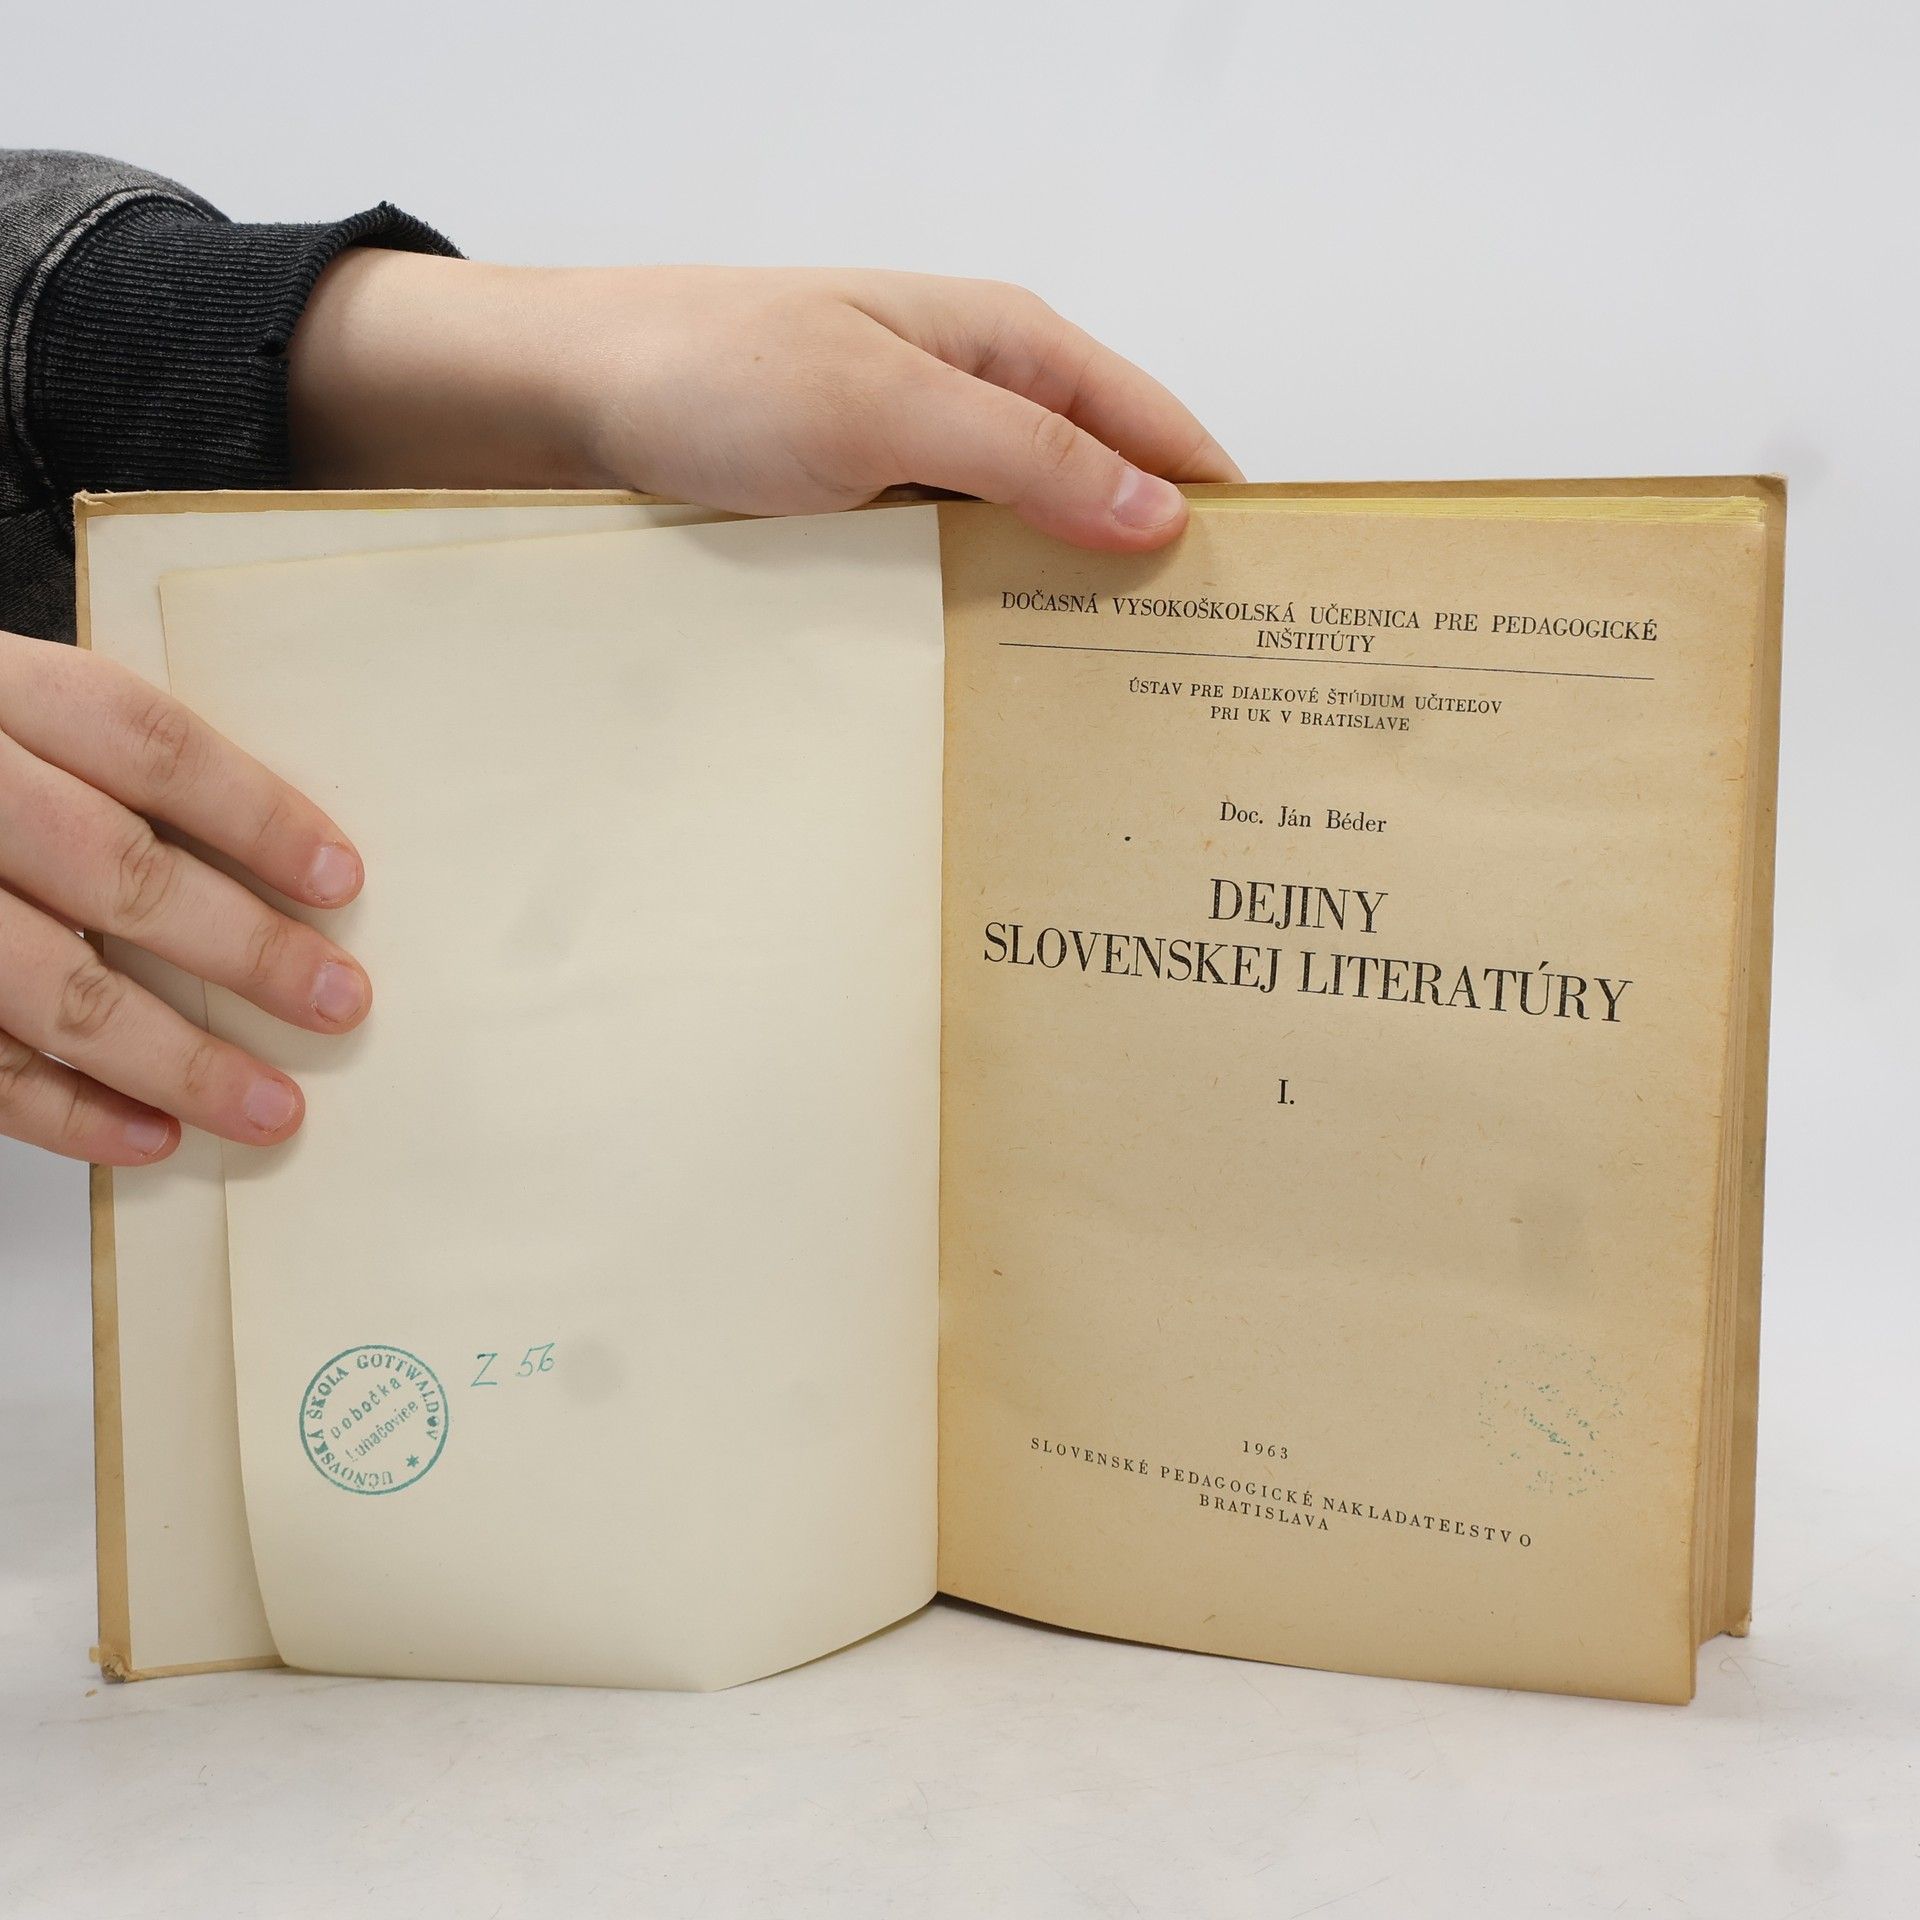 UČŇOVSKÁ ŠKOLA GOTTWALDOV
pobočka
Luhačovice
Z 56
DOČASNÁ VYSOKOŠKOLSKÁ UČEBNICA PRE PEDAGOGICKÉ
INŠTITÚTY
ÚSTAV PRE DIAĽKOVÉ ŠTÚDIUM UČITEĽOV
PRI UK V BRATISLAVE
Doc. Ján Béder
DEJINY
SLOVENSKEJ LITERATÚRY
I.
1963
SLOVENSKÉ PEDAGOGICKÉ NAKLADATEĽSTVO
BRATISLAVA